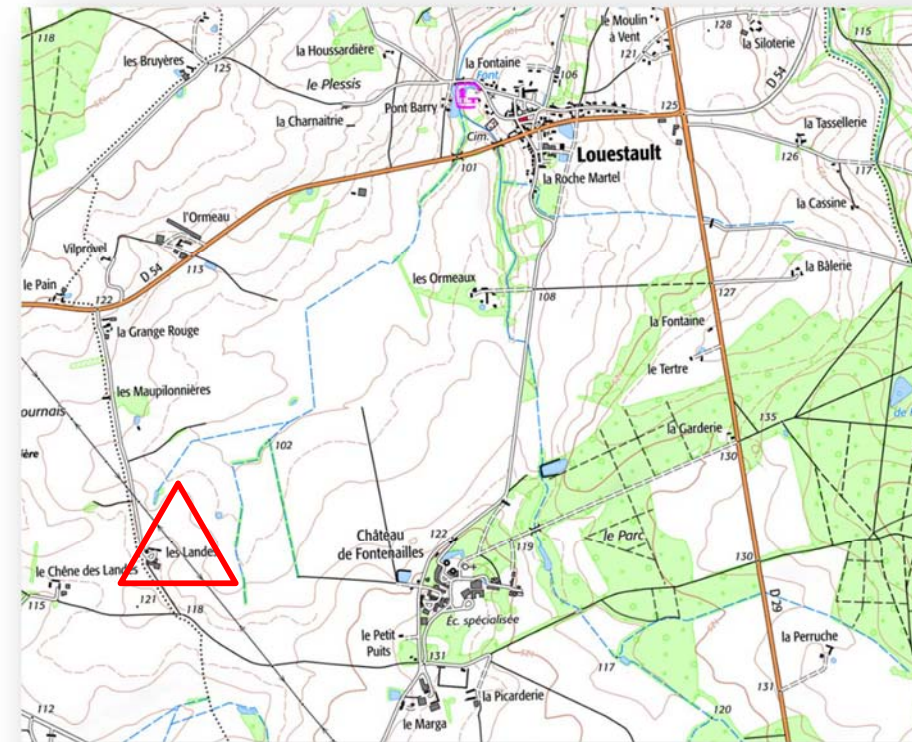 118
les Bruyères
125
la Houssardière
le Plessis
la Charnaitrie
Pont Barry
la Fontaine
Font
106
le Moulin
à Vent
121
128
la Siloterie
115
D 54
125
Cim.
Louestault
101
la Roche Martel
la Tassellerie
126
117
la Cassine
l'Ormeau
Vilprovel
113
D 54
le Pain
122
la Grange Rouge
les Ormeaux
108
la Bâlerie
127
la Fontaine
le Tertre
les Maupilonnières
ournais
ière
102
la Garderie
135
130
de
Château
de Fontenailles
122
119
le Parc
130
les Landes
le Chêne des Landes
115
121
118
Éc. spécialisée
D 29
le Petit
Puits
131
117
la Perruche
la Picarderie
131
le Marga
112
120
125